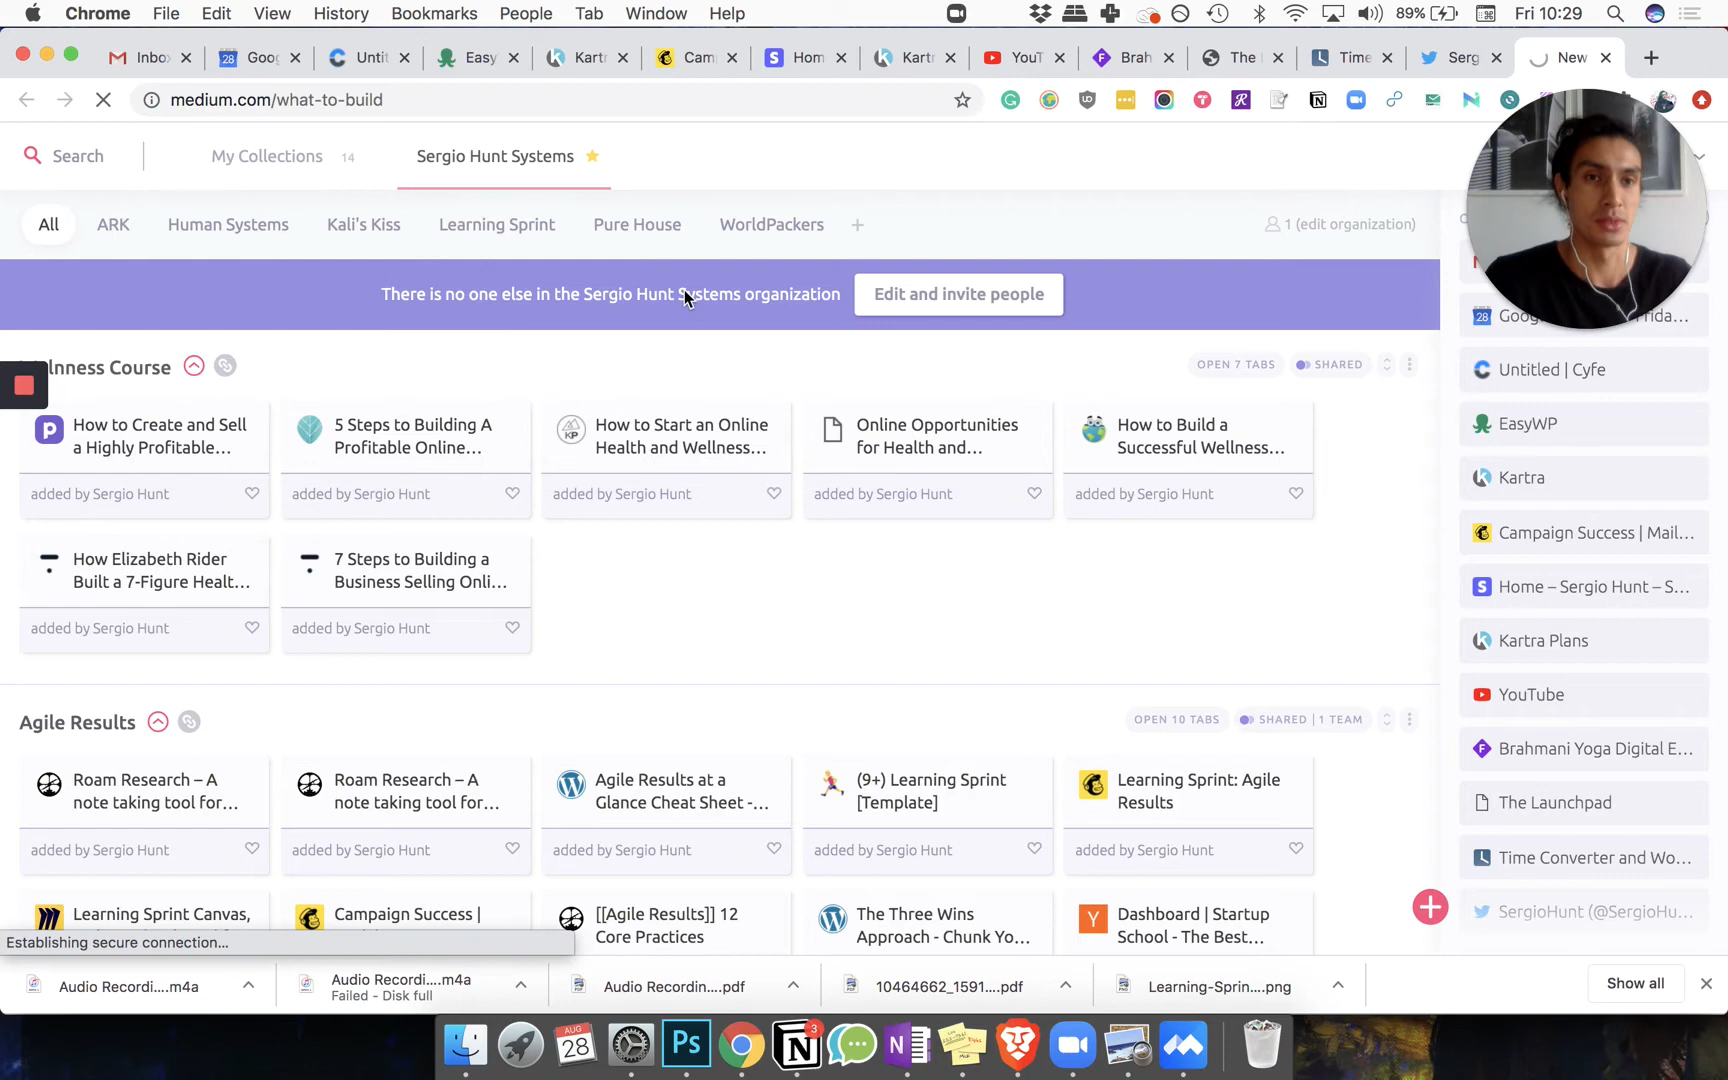 Chrome File Edit View History Bookmarks People Tab Window Help 89% Fri 10:29
Inbo 28 Goog Untit Easy Kartr Cam S Hom Kartr YouT Brah The Time Serg New
medium.com/what-to-build
Search My Collections 14 Sergio Hunt Systems
All ARK Human Systems Kali's Kiss Learning Sprint Pure House WorldPackers + 1 (edit organization)
There is no one else in the Sergio Hunt Systems organization Edit and invite people
nness Course OPEN 7 TABS SHARED
How to Create and Sell
a Highly Profitable...
added by Sergio Hunt
5 Steps to Building A
Profitable Online...
added by Sergio Hunt
How to Start an Online
Health and Wellness...
added by Sergio Hunt
Online Opportunities
for Health and...
added by Sergio Hunt
How to Build a
Successful Wellness...
added by Sergio Hunt
How Elizabeth Rider
Built a 7-Figure Healt...
added by Sergio Hunt
7 Steps to Building a
Business Selling Onli...
added by Sergio Hunt
Agile Results OPEN 10 TABS SHARED | 1 TEAM
Roam Research – A
note taking tool for...
added by Sergio Hunt
Roam Research – A
note taking tool for...
added by Sergio Hunt
Agile Results at a
Glance Cheat Sheet -...
added by Sergio Hunt
(9+) Learning Sprint
[Template]
added by Sergio Hunt
Learning Sprint: Agile
Results
added by Sergio Hunt
Learning Sprint Canvas,
Campaign Success |
[[Agile Results]] 12
Core Practices
The Three Wins
Approach - Chunk Yo...
Dashboard | Startup
School - The Best...
28 Goog Frida...
Untitled | Cyfe
EasyWP
Kartra
Campaign Success | Mail...
Home – Sergio Hunt – S...
Kartra Plans
YouTube
Brahmani Yoga Digital E...
The Launchpad
Time Converter and Wo...
SergioHunt (@SergioHu...
Establishing secure connection...
Audio Recordi....m4a
Audio Recordi....m4a
Failed - Disk full
Audio Recordin....pdf
10464662_1591....pdf
Learning-Sprin....png
Show all
AUG 28 Ps 3